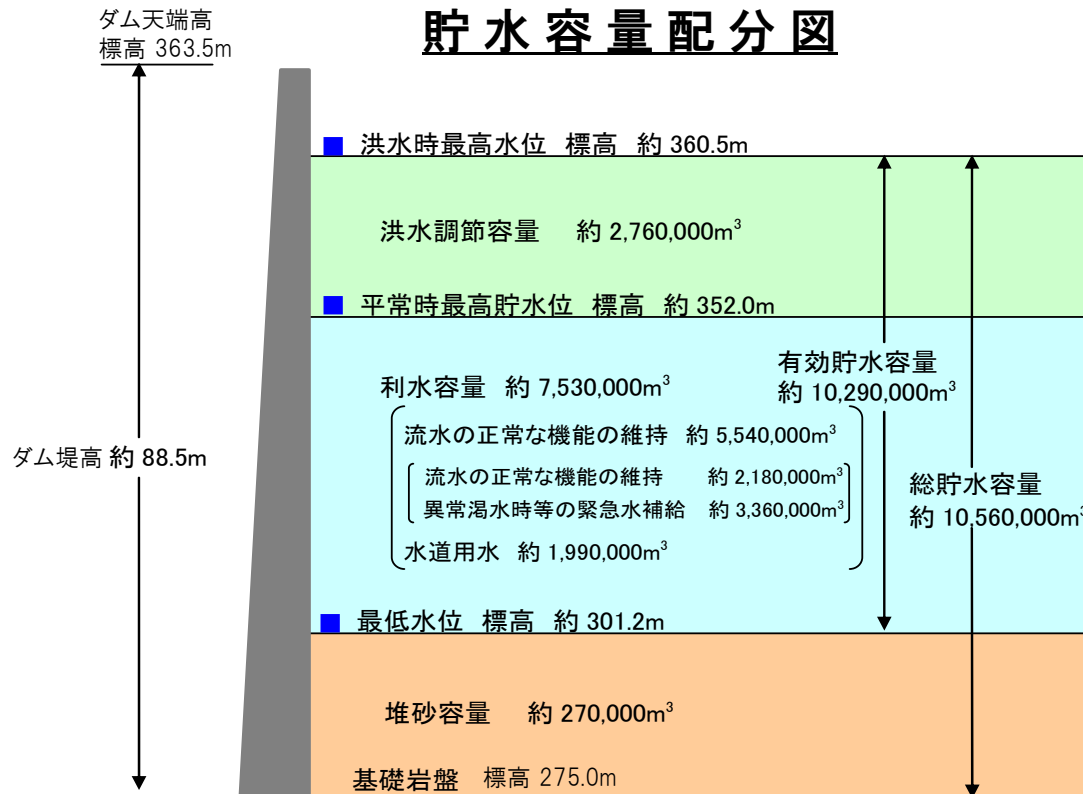 貯水容量配分図
ダム天端高
標高 363.5m
■ 洪水時最高水位 標高 約 360.5m
洪水調節容量 約 2,760,000m³
■ 平常時最高貯水位 標高 約 352.0m
有効貯水容量
約 10,290,000m³
利水容量 約 7,530,000m³
流水の正常な機能の維持 約 5,540,000m³
流水の正常な機能の維持 約 2,180,000m³
異常渇水時等の緊急水補給 約 3,360,000m³
水道用水 約 1,990,000m³
ダム堤高 約 88.5m
総貯水容量
約 10,560,000m³
■ 最低水位 標高 約 301.2m
堆砂容量 約 270,000m³
基礎岩盤 標高 275.0m